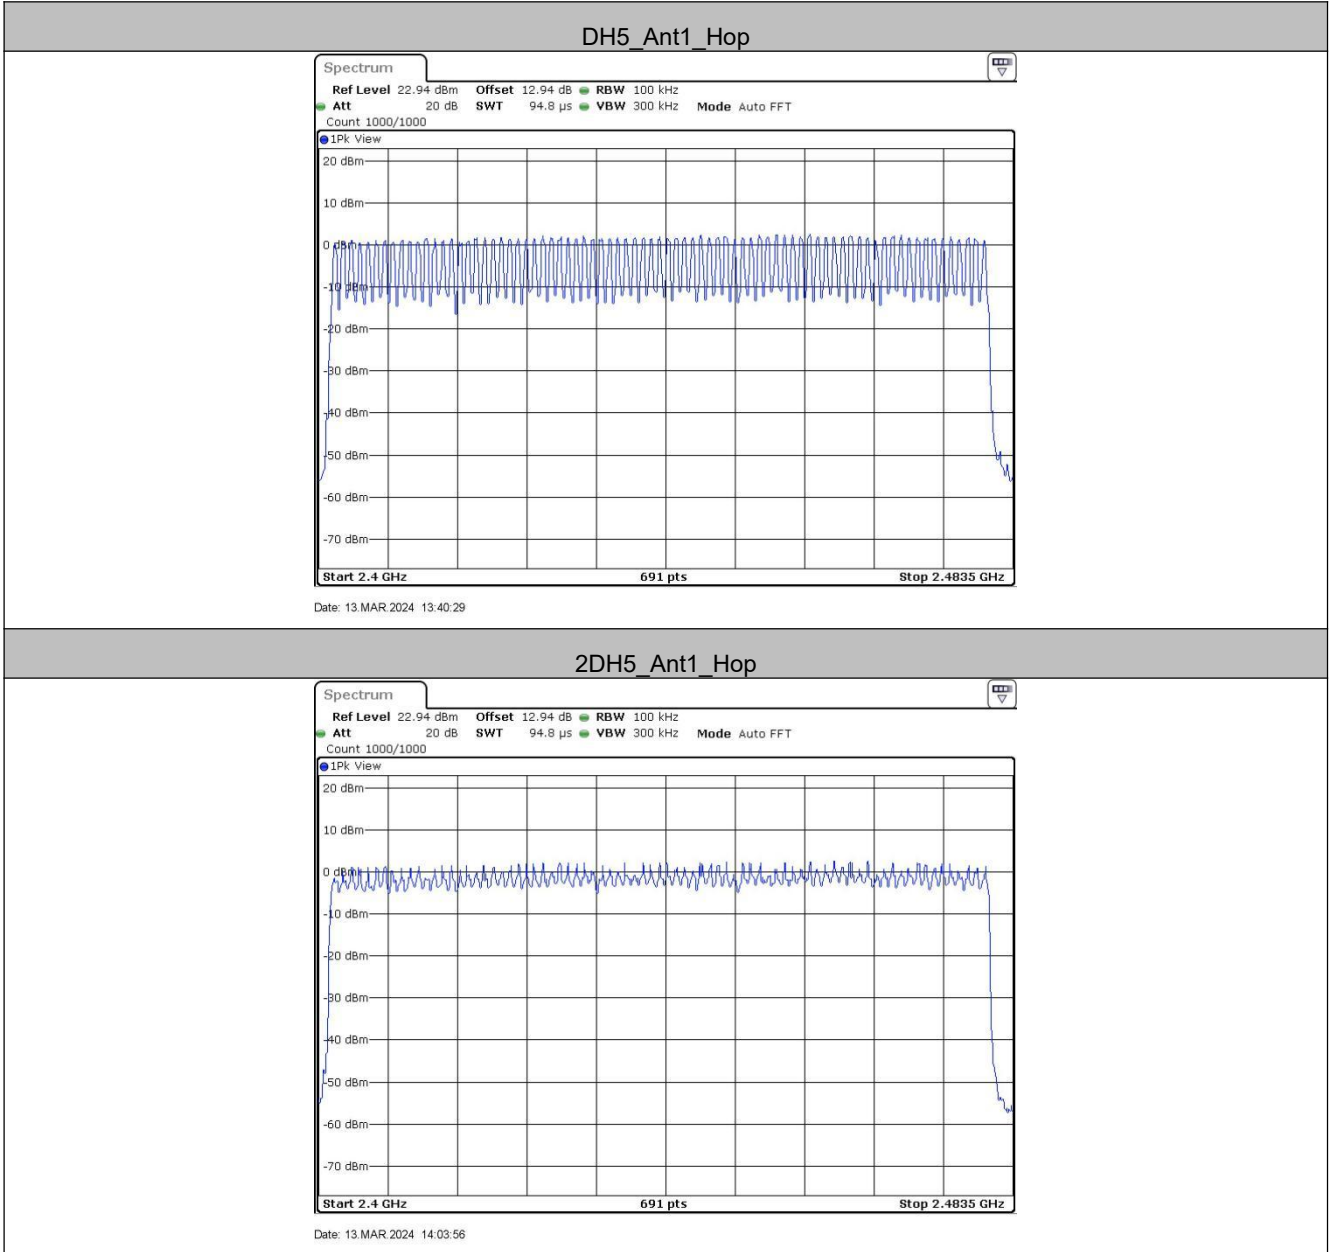 DH5_Ant1_Hop
Spectrum
Ref Level 22.94 dBm Offset 12.94 dB RBW 100 kHz
Att 20 dB SWT 94.8 µs VBW 300 kHz Mode Auto FFT
Count 1000/1000
1Pk View
20 dBm
10 dBm
0 dBm
-10 dBm
-20 dBm
-30 dBm
-40 dBm
-50 dBm
-60 dBm
-70 dBm
Start 2.4 GHz 691 pts Stop 2.4835 GHz
Date: 13.MAR.2024 13:40:29
2DH5_Ant1_Hop
Spectrum
Ref Level 22.94 dBm Offset 12.94 dB RBW 100 kHz
Att 20 dB SWT 94.8 µs VBW 300 kHz Mode Auto FFT
Count 1000/1000
1Pk View
20 dBm
10 dBm
0 dBm
-10 dBm
-20 dBm
-30 dBm
-40 dBm
-50 dBm
-60 dBm
-70 dBm
Start 2.4 GHz 691 pts Stop 2.4835 GHz
Date: 13.MAR.2024 14:03:56